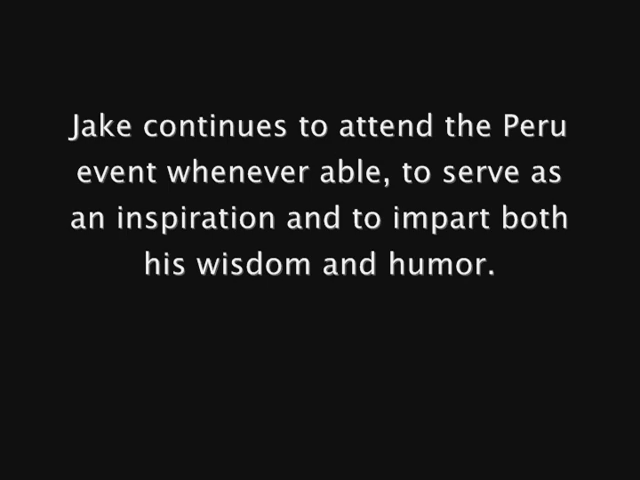 Jake continues to attend the Peru
event whenever able, to serve as
an inspiration and to impart both
his wisdom and humor.